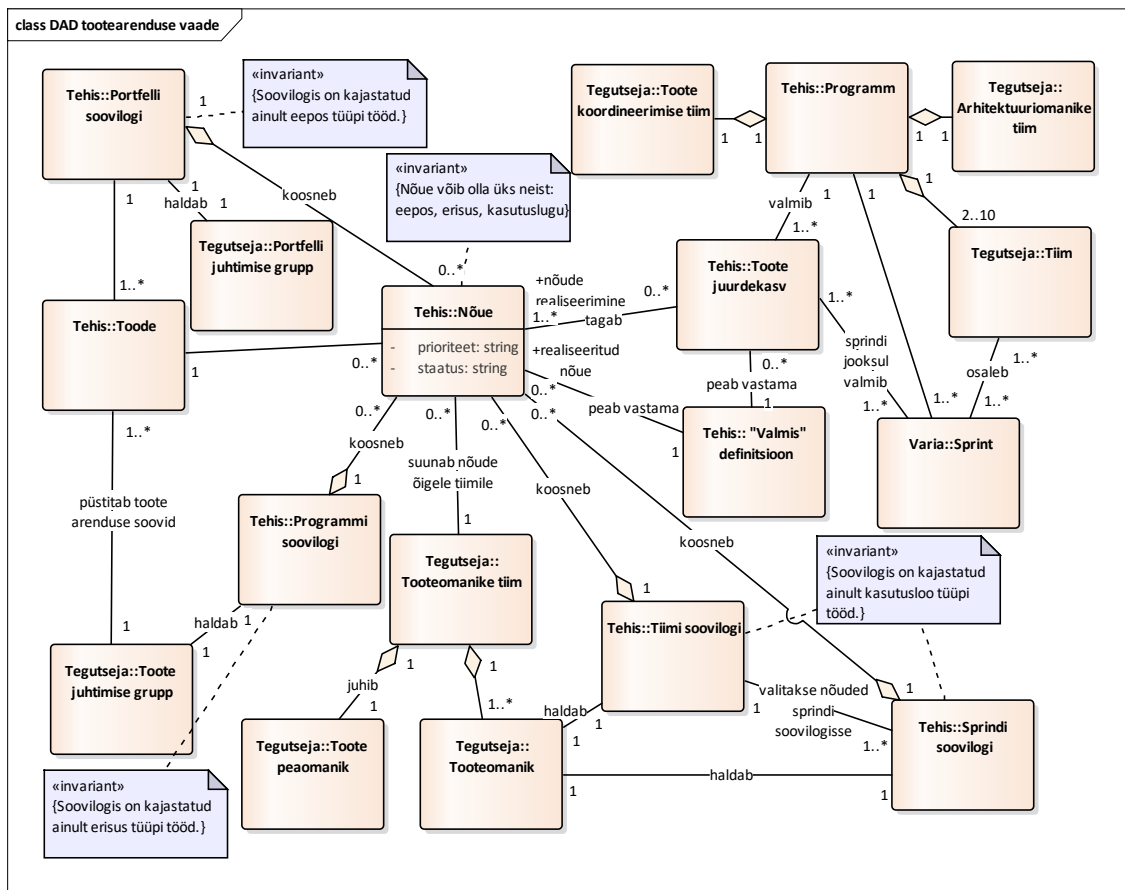 class DAD tootearenduse vaade
Tehis::Portfelli
soovilogi
«invariant»
{Soovilogis on kajastatud
ainult eepos tüüpi tööd.}
Tegutseja::Toote
koordineerimise tiim
Tehis::Programm
Tegutseja::
Arhitektuuriomanike
tiim
1
1
1
1
1
«invariant»
{Nõue võib olla üks neist:
eepos, erisus, kasutuslugu}
koosneb
1
1
haldab
1
valmib
1
1
1
2..10
Tegutseja::Portfelli
juhtimise grupp
1..*
Tehis::Toote
juurdekasv
Tegutseja::Tiim
0..*
1..*
Tehis::Toode
Tehis::Nõue
prioriteet: string
staatus: string
+nõude
realiseerimine
1..*
tagab
0..*
1..*
sprindi
jooksul
valmib
1..*
osaleb
1
0..*
+realiseeritud
nõue
0..*
peab vastama
1
0..*
peab vastama
1
1..*
1..*
1..*
Tehis:: "Valmis"
definitsioon
Varia::Sprint
1..*
0..*
0..*
0..*
0..*
koosneb
suunab nõude
õigele tiimile
koosneb
koosneb
püstitab toote
arenduse soovid
1
1
Tehis::Programmi
soovilogi
Tegutseja::
Tooteomanike tiim
«invariant»
{Soovilogis on kajastatud
ainult kasutusloo tüüpi
tööd.}
1
Tehis::Tiimi soovilogi
1
haldab
1
1
Tegutseja::Toote
juhtimise grupp
1
juhib
1
1
1..*
haldab
1
1
1
valitakse nõuded
sprindi
soovilogisse
1..*
1
Tehis::Sprindi
soovilogi
Tegutseja::Toote
peaomanik
Tegutseja::
Tooteomanik
haldab
1
1
«invariant»
{Soovilogis on kajastatud
ainult erisus tüüpi tööd.}